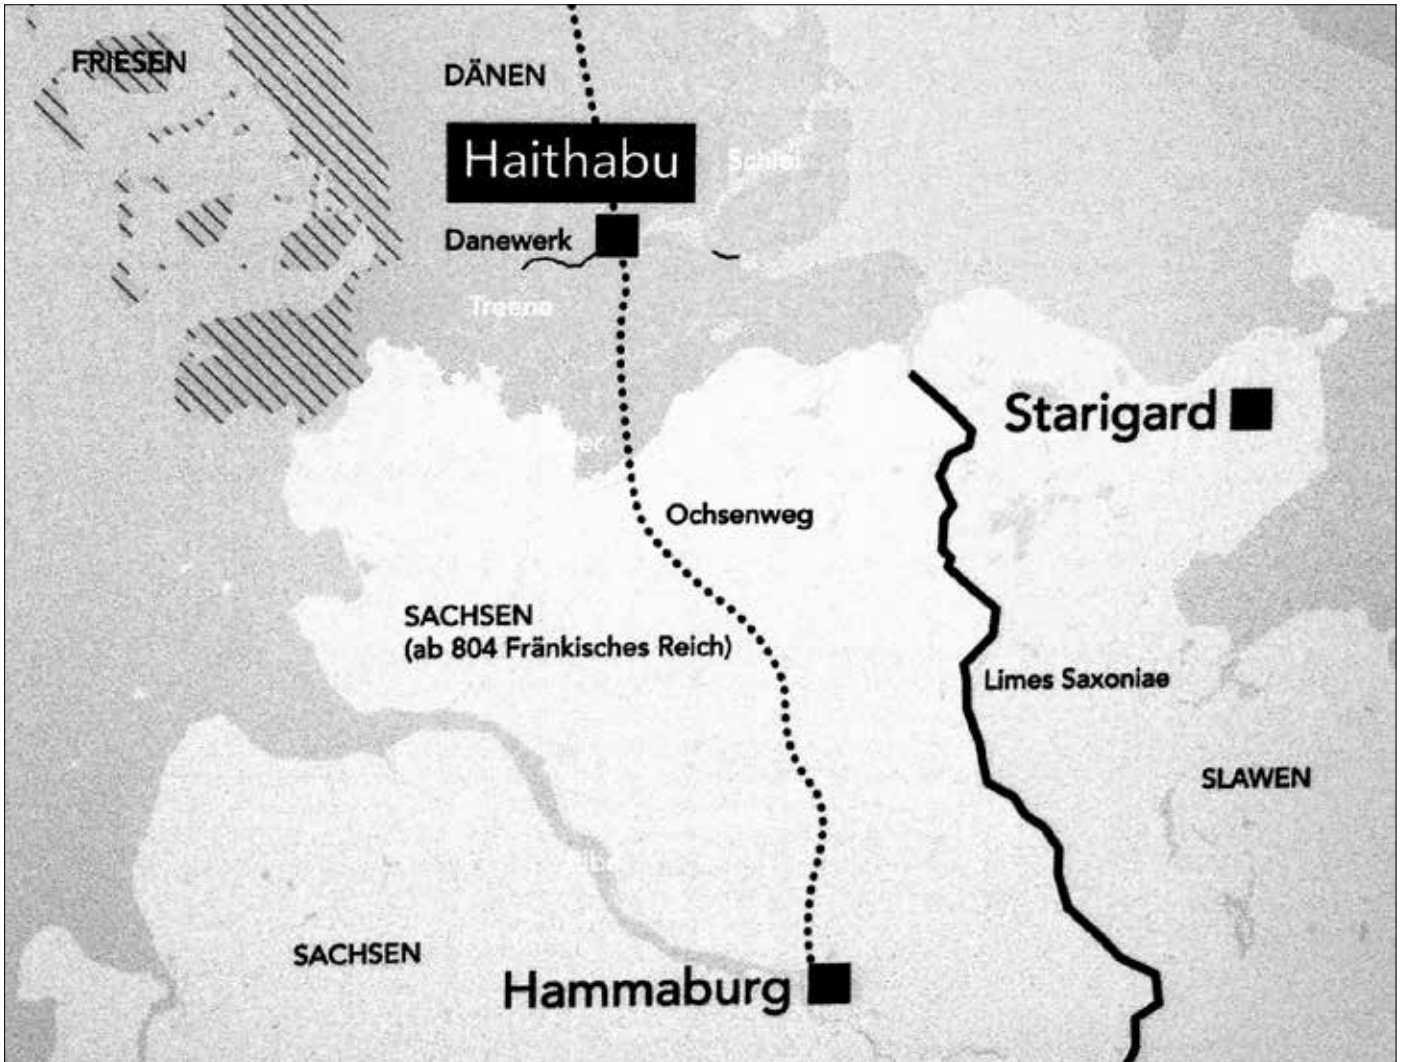 FRIESEN
DÄNEN
Haithabu
Schlei
Danewerk
Treene
Starigard
Ochsenweg
SACHSEN
(ab 804 Fränkisches Reich)
Limes Saxoniae
SLAWEN
SACHSEN
Hammaburg